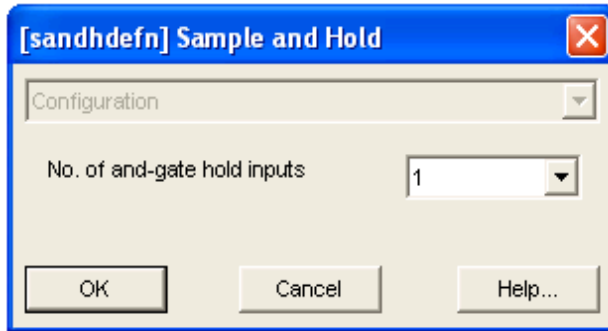 [sandhdefn] Sample and Hold
Configuration
No. of and-gate hold inputs
1
OK Cancel Help...